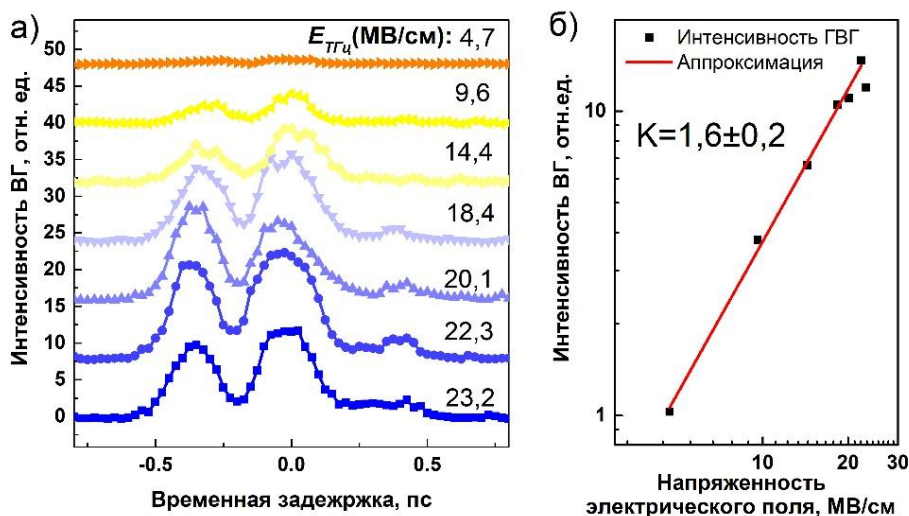 а)
E_ТГц(МВ/см): 4,7
9,6
14,4
18,4
20,1
22,3
23,2
50
45
40
35
30
25
20
15
10
5
0
Интенсивность ВГ, отн. ед.
-0.5 0.0 0.5
Временная задежржка, пс
б)
Интенсивность ГВГ
Аппроксимация
K=1,6±0,2
10
1
Интенсивность ВГ, отн.ед.
10 20 30
Напряженность
электрического поля, МВ/см